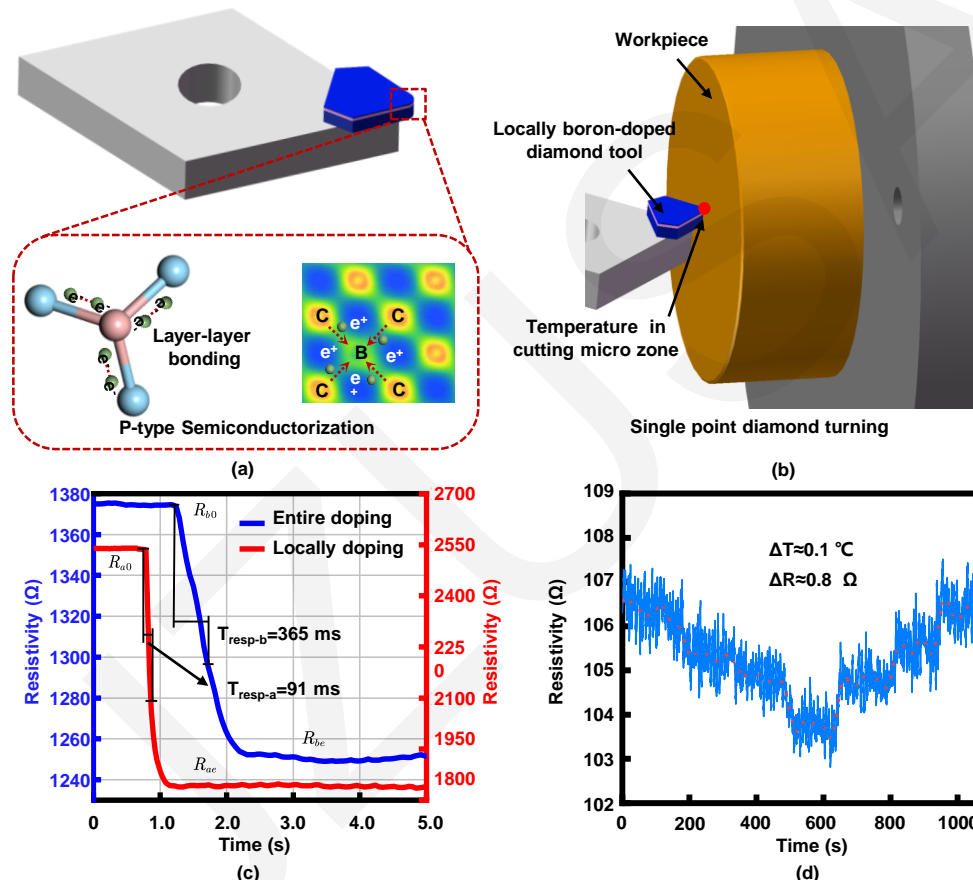 (a)
Layer-layer
bonding
e
e
e
e
e
e
C
e+
C
e+
B
e+
C
e
+
C
P-type Semiconductorization
(b)
Workpiece
Locally boron-doped
diamond tool
Temperature in
cutting micro zone
Single point diamond turning
(c)
1380
1360
1340
1320
1300
1280
1260
1240
Resistivity (Ω)
R_b0
R_a0
Entire doping
Locally doping
T_resp-b=365 ms
T_resp-a=91 ms
R_be
R_ae
2700
2550
2400
225
0
2100
1950
1800
Resistivity (Ω)
0 1.0 2.0 3.0 4.0 5.0
Time (s)
(d)
109
108
107
106
105
104
103
102
Resistivity (Ω)
ΔT≈0.1 ℃
ΔR≈0.8 Ω
0 200 400 600 800 1000
Time (s)